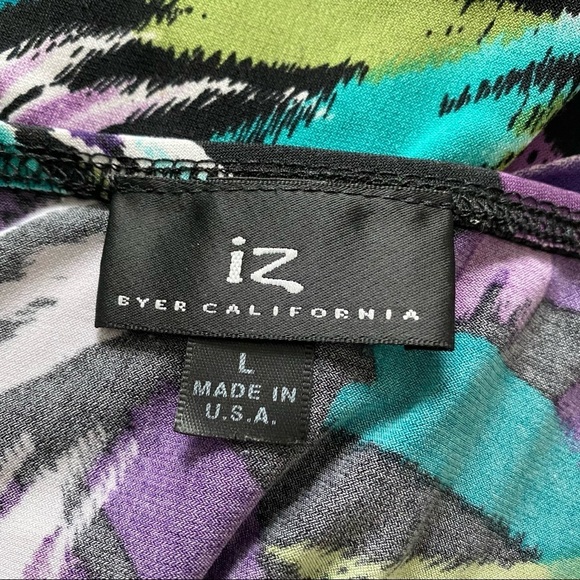 iz
BYER CALIFORNIA
L
MADE IN
U.S.A.